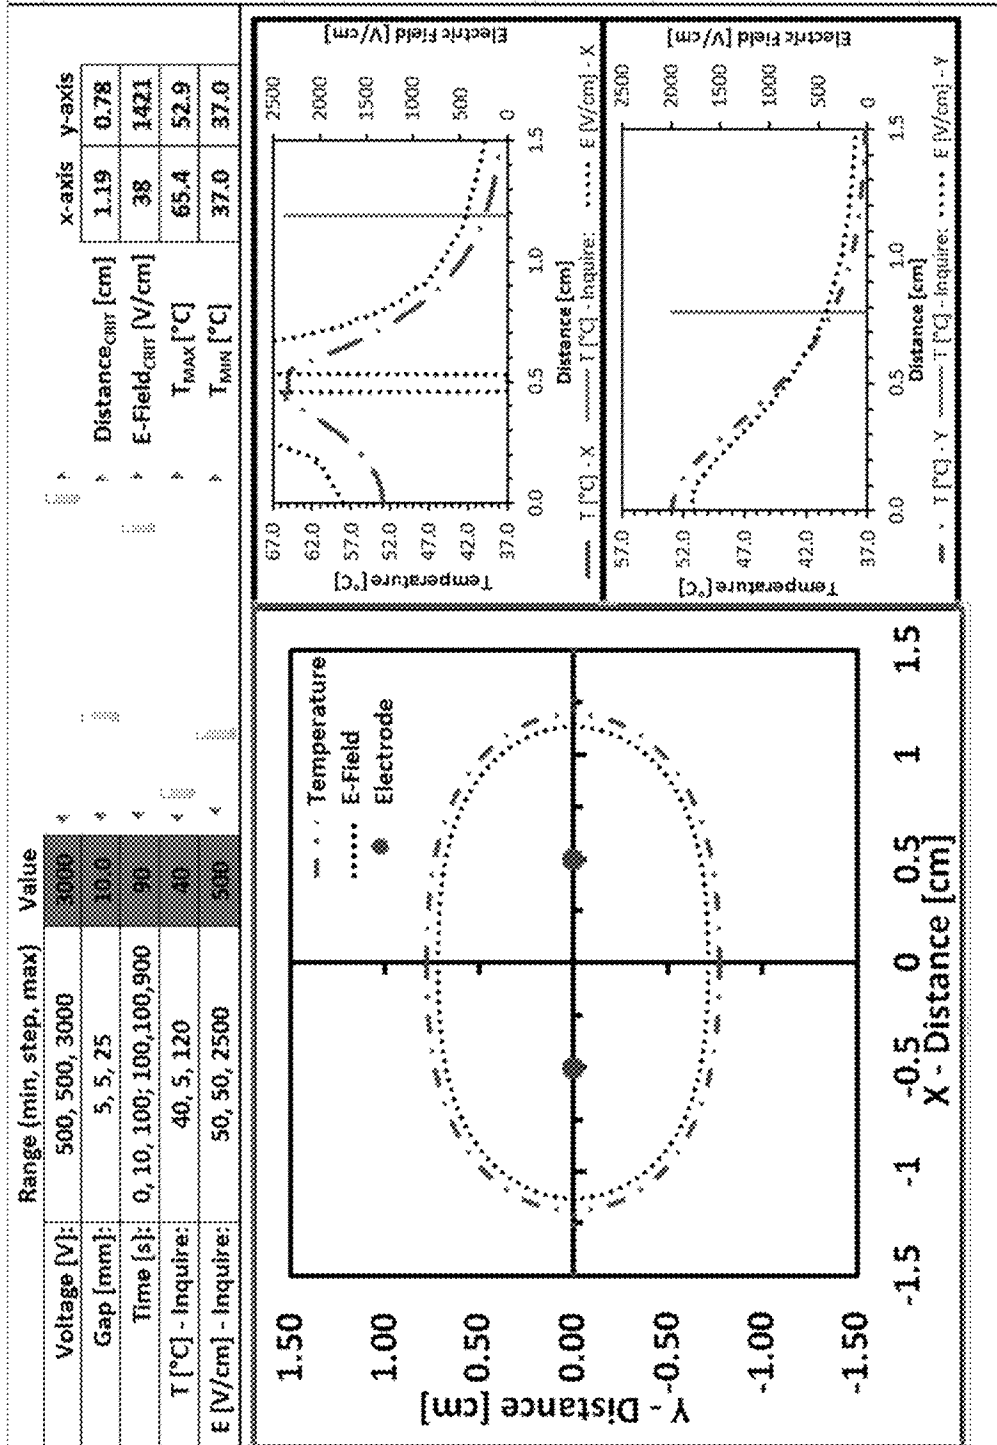 Range (min, step, max) Value x-axis y-axis
Voltage [V]: 500, 500, 3000 3000 Distance CRIT [cm] 1.19 0.78
Gap [mm]: 5, 5, 25 10.0 E-Field CRIT [V/cm] 38 1421
Time [s]: 0, 10, 100; 100,100,900 90 T MAX [°C] 65.4 52.9
T [°C] - Inquire: 40, 5, 120 40 T MIN [°C] 37.0 37.0
E [V/cm] - Inquire: 50, 50, 2500 500
1.50
1.00
0.50
0.00
-0.50
-1.00
-1.50
Y - Distance [cm]
Temperature
E-Field
Electrode
-1.5 -1 -0.5 0 0.5 1 1.5
X - Distance [cm]
Temperature [°C]
67.0
62.0
57.0
52.0
47.0
42.0
37.0
2500
2000
1500
1000
500
0
Electric Field [V/cm]
0.0 0.5 1.0 1.5
Distance [cm]
T [°C] - X T [°C] - Inquire: E [V/cm] - X
Temperature [°C]
57.0
52.0
47.0
42.0
37.0
2500
2000
1500
1000
500
0
Electric Field [V/cm]
0.0 0.5 1.0 1.5
Distance [cm]
T [°C] - Y T [°C] - Inquire: E [V/cm] - Y